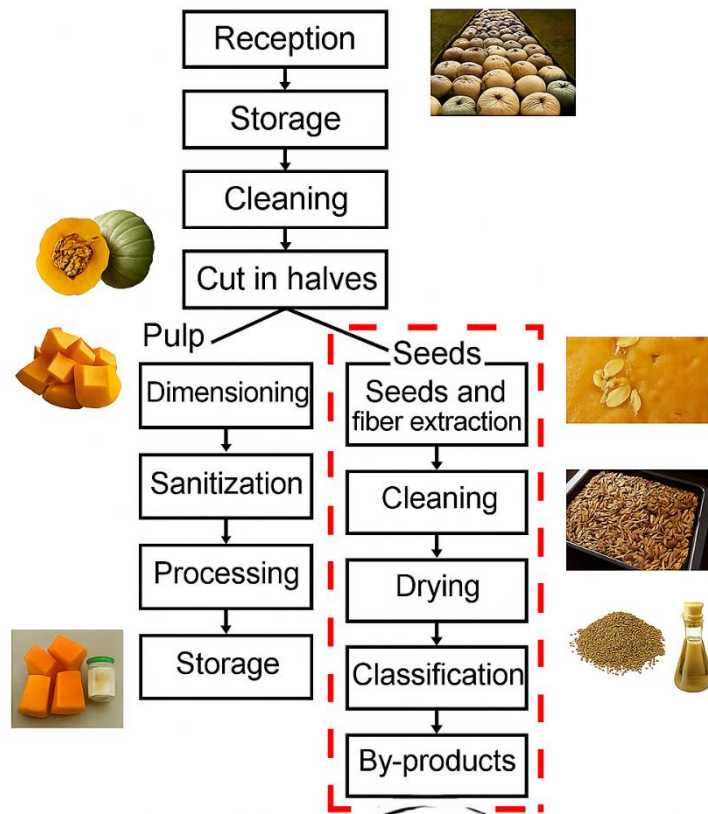 Reception
Storage
Cleaning
Cut in halves
Pulp
Dimensioning
Sanitization
Processing
Storage
Seeds
Seeds and
fiber extraction
Cleaning
Drying
Classification
By-products